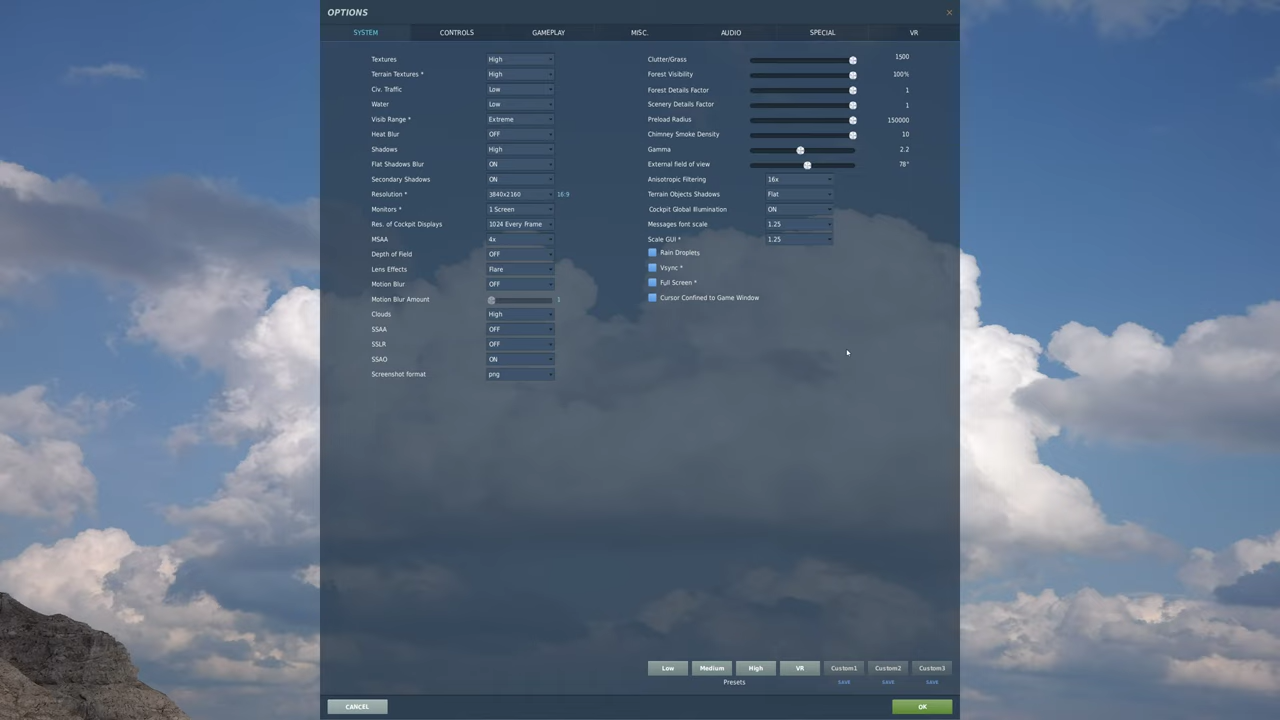 OPTIONS
SYSTEM CONTROLS GAMEPLAY MISC. AUDIO SPECIAL VR
Textures High
Terrain Textures * High
Civ. Traffic Low
Water Low
Visib Range * Extreme
Heat Blur OFF
Shadows High
Flat Shadows Blur ON
Secondary Shadows ON
Resolution * 3840x2160 16:9
Monitors * 1 Screen
Res. of Cockpit Displays 1024 Every Frame
MSAA 4x
Depth of Field OFF
Lens Effects Flare
Motion Blur OFF
Motion Blur Amount 1
Clouds High
SSAA OFF
SSLR OFF
SSAO ON
Screenshot format png
Clutter/Grass 1500
Forest Visibility 100%
Forest Details Factor 1
Scenery Details Factor 1
Preload Radius 150000
Chimney Smoke Density 10
Gamma 2.2
External field of view 78°
Anisotropic Filtering 16x
Terrain Objects Shadows Flat
Cockpit Global Illumination ON
Messages font scale 1.25
Scale GUI * 1.25
Rain Droplets
Vsync *
Full Screen *
Cursor Confined to Game Window
Low Medium High VR Custom1 Custom2 Custom3
Presets SAVE SAVE SAVE
CANCEL OK